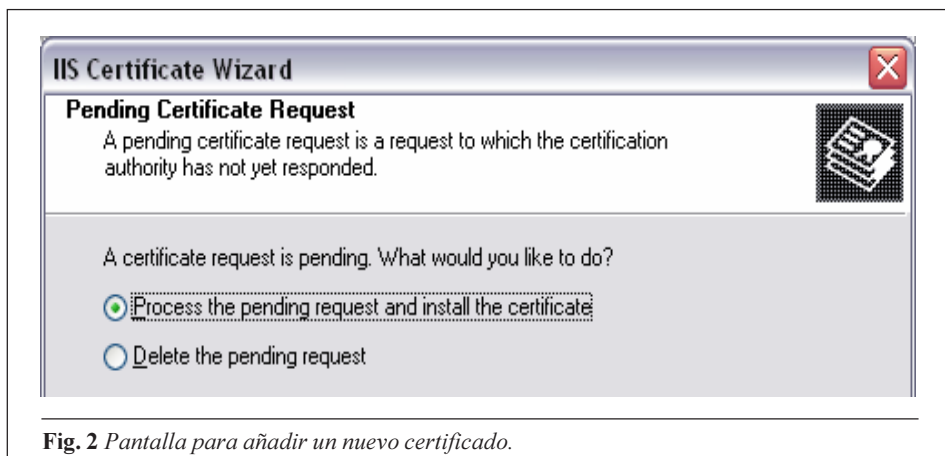 IIS Certificate Wizard
Pending Certificate Request
A pending certificate request is a request to which the certification
authority has not yet responded.
A certificate request is pending. What would you like to do?
Process the pending request and install the certificate
Delete the pending request
Fig. 2 Pantalla para añadir un nuevo certificado.